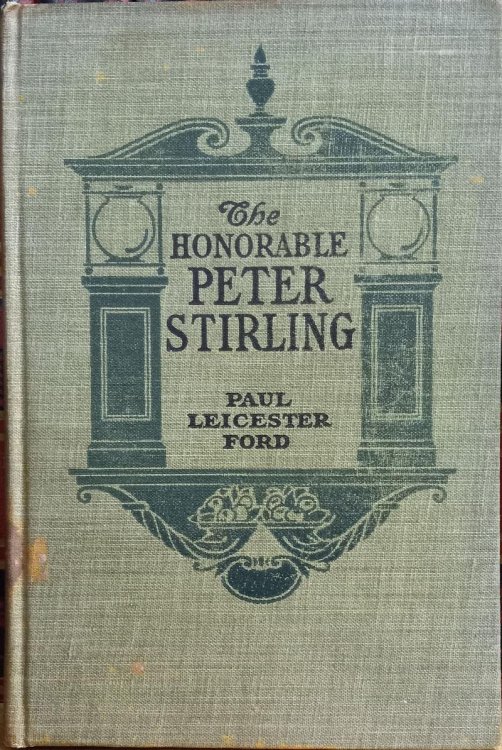 The
HONORABLE
PETER
STIRLING
PAUL
LEICESTER
FORD